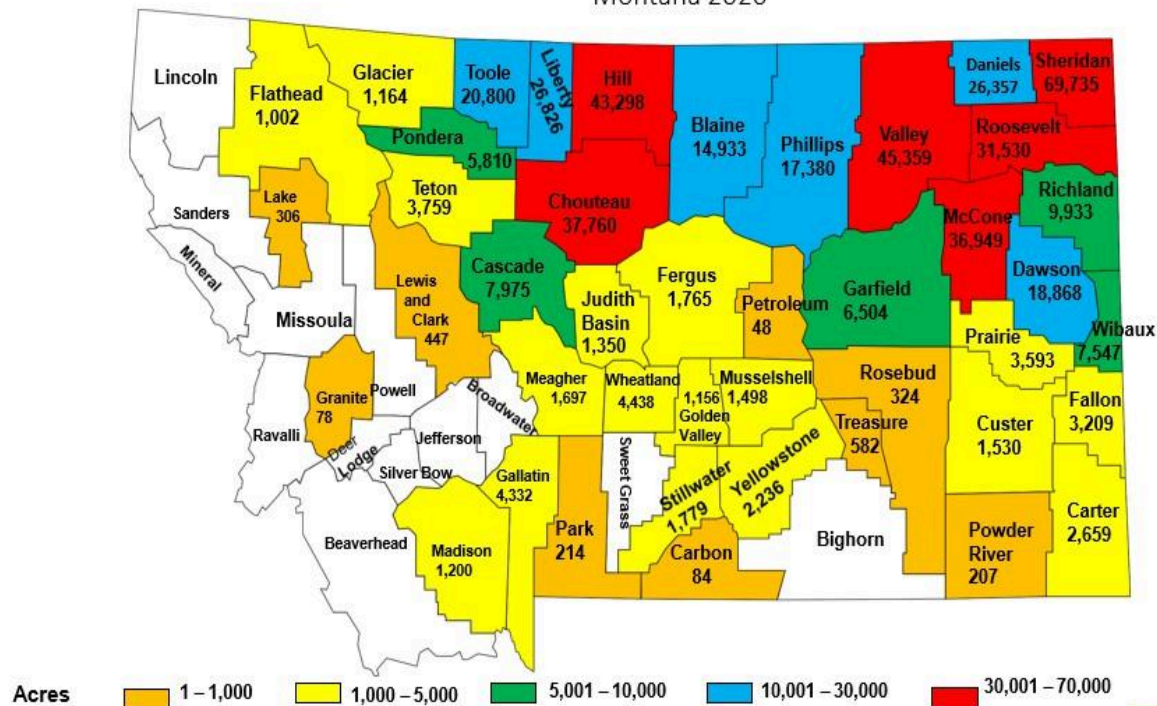 Montana 2020
Lincoln
Flathead
1,002
Glacier
1,164
Toole
20,800
Liberty
26,826
Hill
43,298
Blaine
14,933
Phillips
17,380
Valley
45,359
Daniels
26,357
Sheridan
69,735
Roosevelt
31,530
Pondera
5,810
Teton
3,759
Chouteau
37,760
Richland
9,933
McCone
36,949
Dawson
18,868
Wibaux
7,547
Lake
306
Sanders
Mineral
Missoula
Lewis
and
Clark
447
Cascade
7,975
Judith
Basin
1,350
Fergus
1,765
Petroleum
48
Garfield
6,504
Prairie
3,593
Granite
78
Powell
Ravalli
Deer
Lodge
Silver Bow
Jefferson
Broadwater
Meagher
1,697
Wheatland
4,438
1,156
Golden
Valley
Musselshell
1,498
Rosebud
324
Treasure
582
Custer
1,530
Fallon
3,209
Beaverhead
Madison
1,200
Gallatin
4,332
Park
214
Sweet Grass
Stillwater
1,779
Yellowstone
2,236
Carbon
84
Bighorn
Powder
River
207
Carter
2,659
Acres
1 – 1,000
1,000 – 5,000
5,001 – 10,000
10,001 – 30,000
30,001 – 70,000